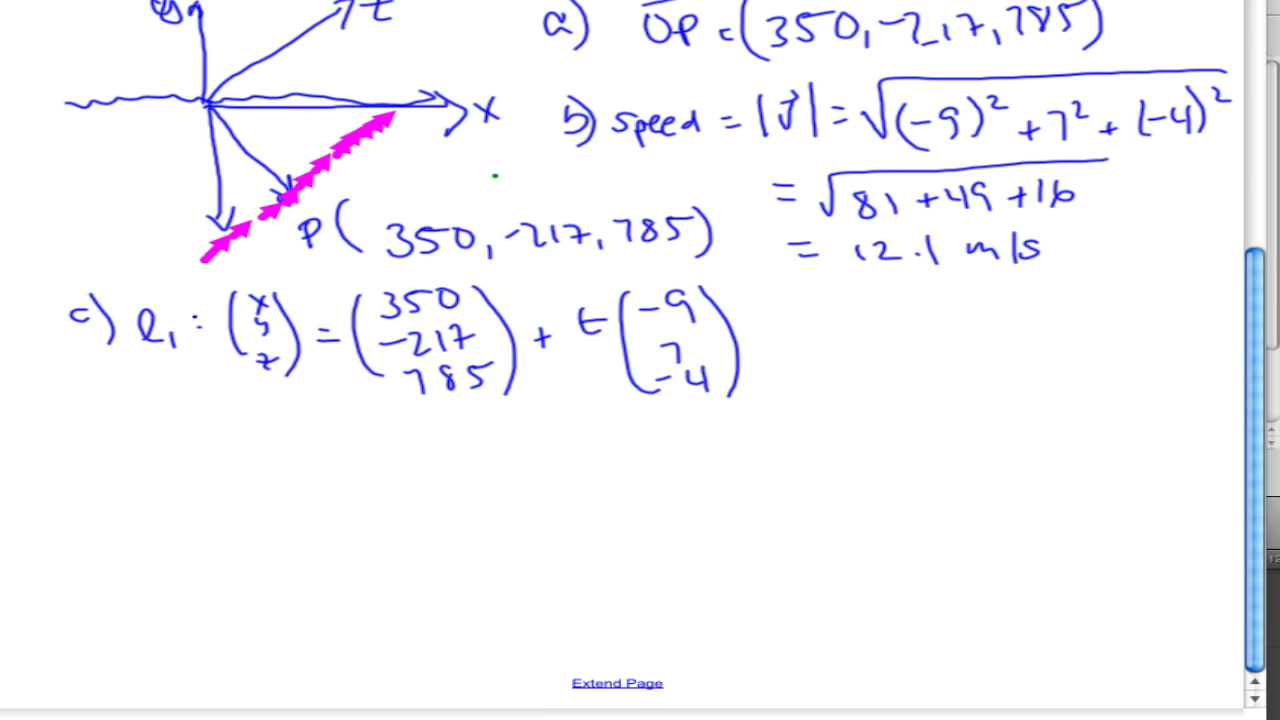 z
a) OP = (350, -217, 785)
x
b) speed = |v⃗| = √(-9)² + 7² + (-4)²
= √81 + 49 + 16
P( 350, -217, 785)
= 12.1 m/s
c) l₁ : (x y z) = (350 -217 785) + t (-9 7 -4)
Extend Page